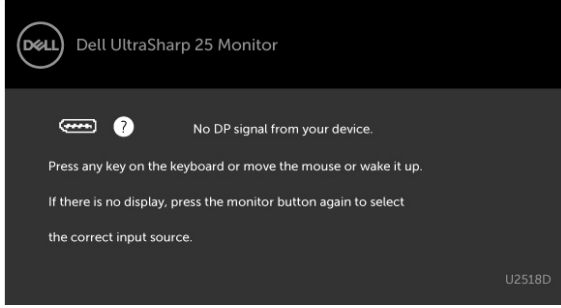 DELL Dell UltraSharp 25 Monitor
? No DP signal from your device.
Press any key on the keyboard or move the mouse or wake it up.
If there is no display, press the monitor button again to select
the correct input source.
U2518D